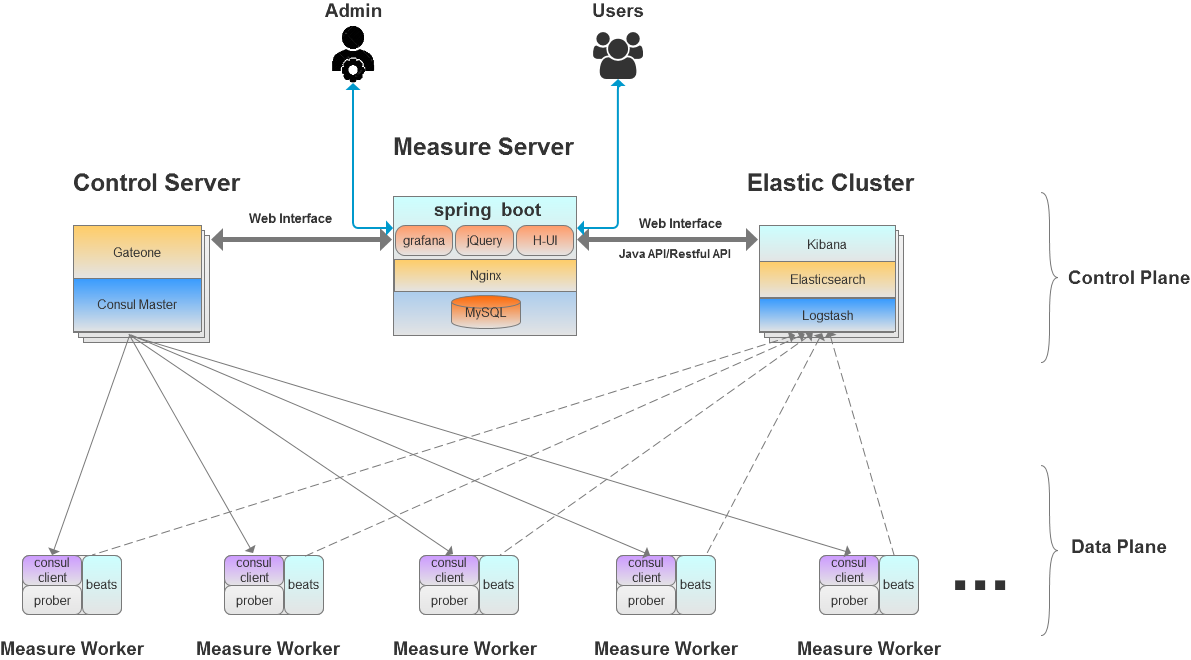 Admin
Users
Measure Server
Control Server
Elastic Cluster
Web Interface
spring boot
grafana
jQuery
H-UI
Nginx
MySQL
Web Interface
Java API/Restful API
Gateone
Consul Master
Kibana
Elasticsearch
Logstash
Control Plane
Data Plane
consul
client
prober
beats
consul
client
prober
beats
consul
client
prober
beats
consul
client
prober
beats
consul
client
prober
beats
Measure Worker
Measure Worker
Measure Worker
Measure Worker
Measure Worker